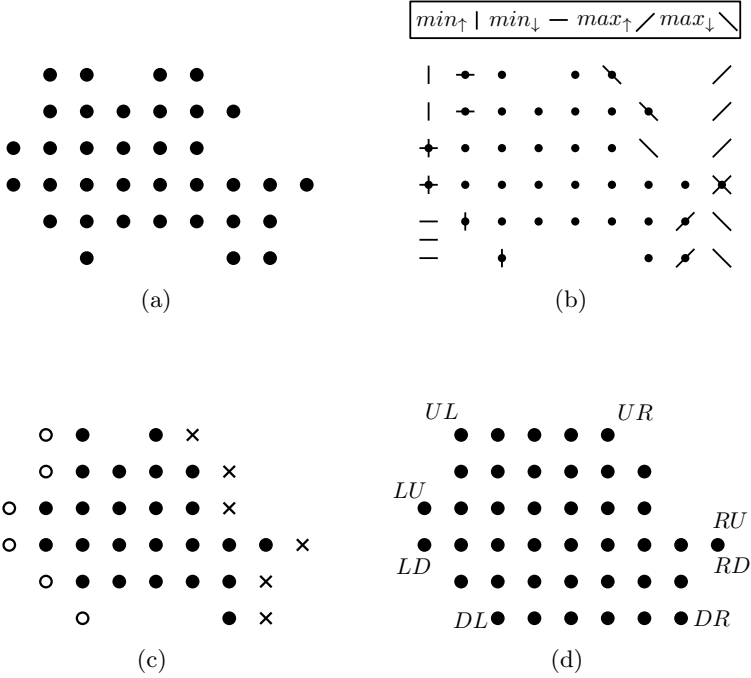 min↑ | min↓ — max↑ ╱ max↓ ╲
(a) (b)
UL UR
LU RU
LD RD
DL DR
(c) (d)